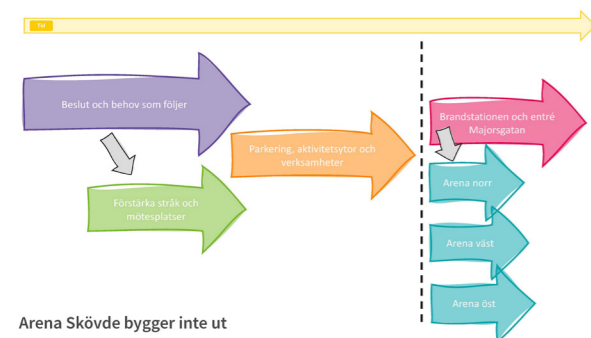 Beslut och behov som följer
Brandstationen och entré
Majorsgatan
Parkering, aktivitetsytor och
verksamheter
Arena norr
Förstärka stråk och
mötesplatser
Arena väst
Arena öst
Arena Skövde bygger inte ut